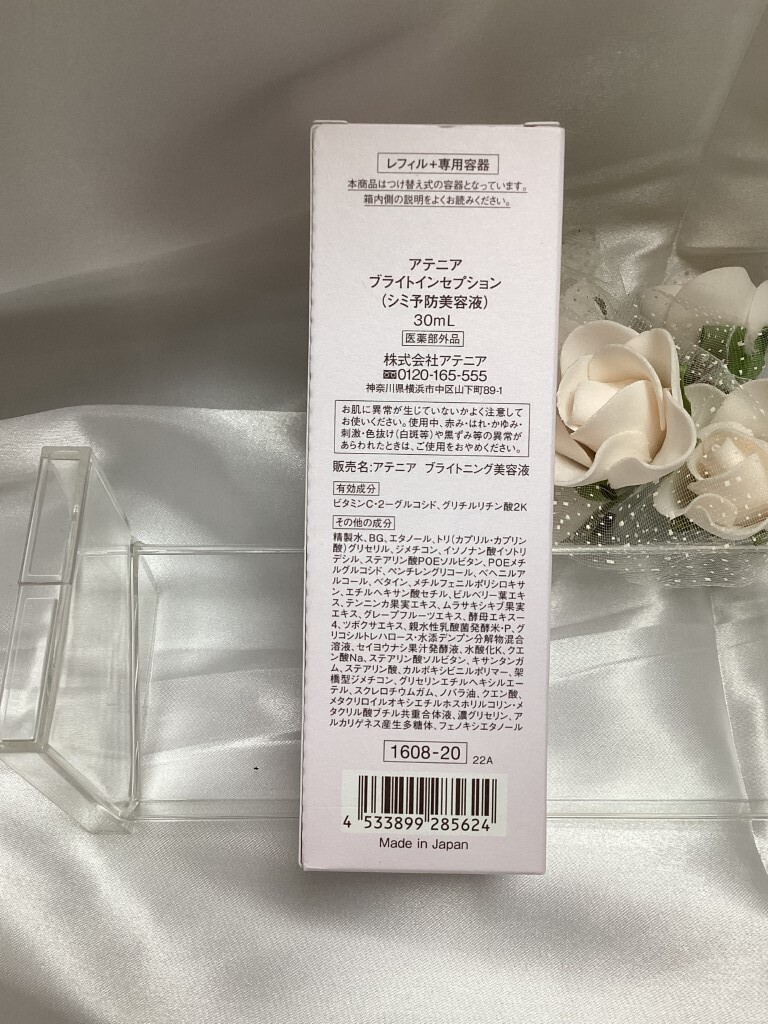 レフィル+専用容器
本商品はつけ替え式の容器となっています。
箱内側の説明をよくお読みください。
アテニア
ブライトインセプション
(シミ予防美容液)
30mL
医薬部外品
株式会社アテニア
0120-165-555
神奈川県横浜市中区山下町89-1
お肌に異常が生じていないかよく注意して
お使いください。使用中、赤み・はれ・かゆみ・
刺激・色抜け(白斑等)や黒ずみ等の異常が
あらわれたときは、ご使用をおやめください。
販売名:アテニア ブライトニング美容液
有効成分
ビタミンC・2-グルコシド、グリチルリチン酸2K
その他の成分
精製水、BG、エタノール、トリ(カプリル・カプリン
酸)グリセリル、ジメチコン、イソノナン酸イソトリ
デシル、ステアリン酸POEソルビタン、POEメチ
ルグルコシド、ペンチレングリコール、ベヘニルア
ルコール、ベタイン、メチルフェニルポリシロキサ
ン、エチルヘキサン酸セチル、ビルベリー葉エキ
ス、テンニンカ果実エキス、ムラサキシキブ果実
エキス、グレープフルーツエキス、酵母エキス-
4、ツボクサエキス、親水性乳酸菌発酵米・P、グ
リコシルトレハロース・水添デンプン分解物混合
溶液、セイヨウナシ果汁発酵液、水酸化K、クエ
ン酸Na、ステアリン酸ソルビタン、キサンタンガ
ム、ステアリン酸、カルボキシビニルポリマー、架
橋型ジメチコン、グリセリンエチルヘキシルエー
テル、スクレロチウムガム、ノバラ油、クエン酸、
メタクリロイルオキシエチルホスホリルコリン・メ
タクリル酸ブチル共重合体液、濃グリセリン、ア
ルカリゲネス産生多糖体、フェノキシエタノール
1608-20 22A
4 533899 285624
Made in Japan